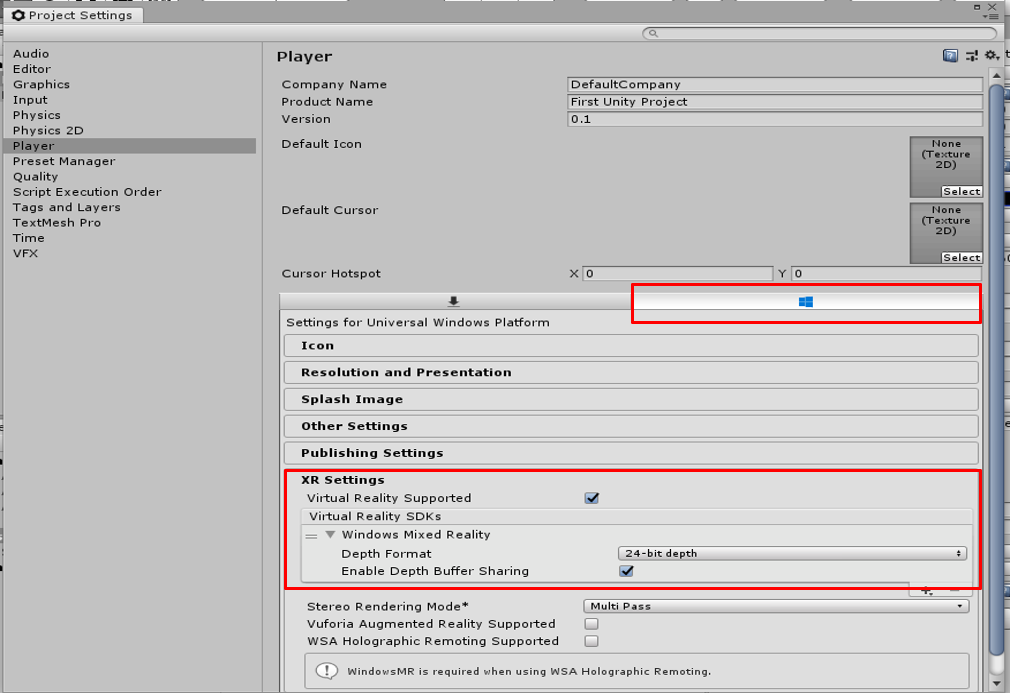 Project Settings
Audio
Editor
Graphics
Input
Physics
Physics 2D
Player
Preset Manager
Quality
Script Execution Order
Tags and Layers
TextMesh Pro
Time
VFX
Player
Company Name DefaultCompany
Product Name First Unity Project
Version 0.1
Default Icon
None
(Texture
2D)
Select
Default Cursor
None
(Texture
2D)
Select
Cursor Hotspot X 0 Y 0
Settings for Universal Windows Platform
Icon
Resolution and Presentation
Splash Image
Other Settings
Publishing Settings
XR Settings
Virtual Reality Supported
Virtual Reality SDKs
Windows Mixed Reality
Depth Format 24-bit depth
Enable Depth Buffer Sharing
Stereo Rendering Mode* Multi Pass
Vuforia Augmented Reality Supported
WSA Holographic Remoting Supported
WindowsMR is required when using WSA Holographic Remoting.